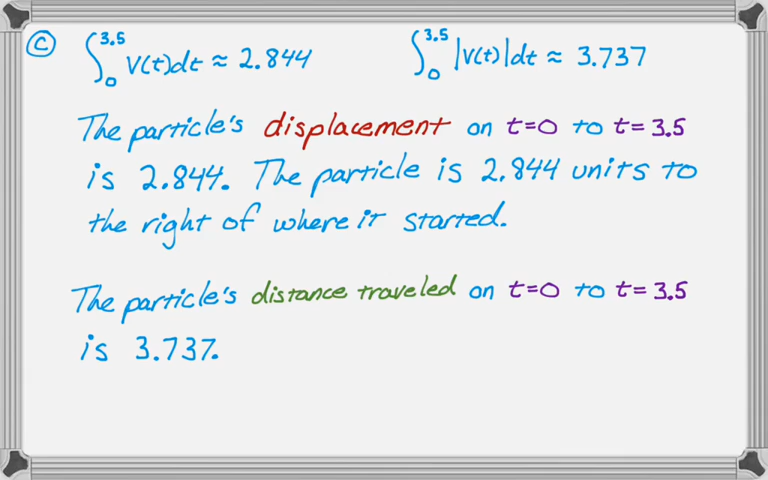 ⓒ ∫₀^3.5 v(t)dt ≈ 2.844 ∫₀^3.5 |v(t)|dt ≈ 3.737
The particle's displacement on t=0 to t=3.5
is 2.844. The particle is 2.844 units to
the right of where it started.
The particle's distance traveled on t=0 to t=3.5
is 3.737.